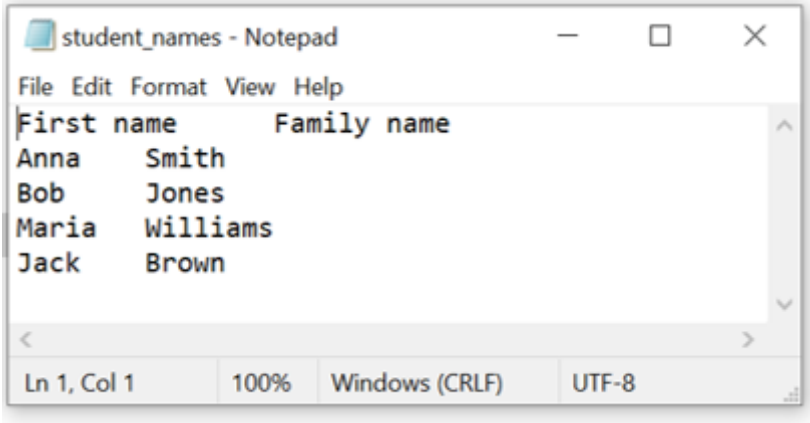 student_names - Notepad
File Edit Format View Help
First name	Family name
Anna	Smith
Bob	Jones
Maria	Williams
Jack	Brown
Ln 1, Col 1	100%	Windows (CRLF)	UTF-8